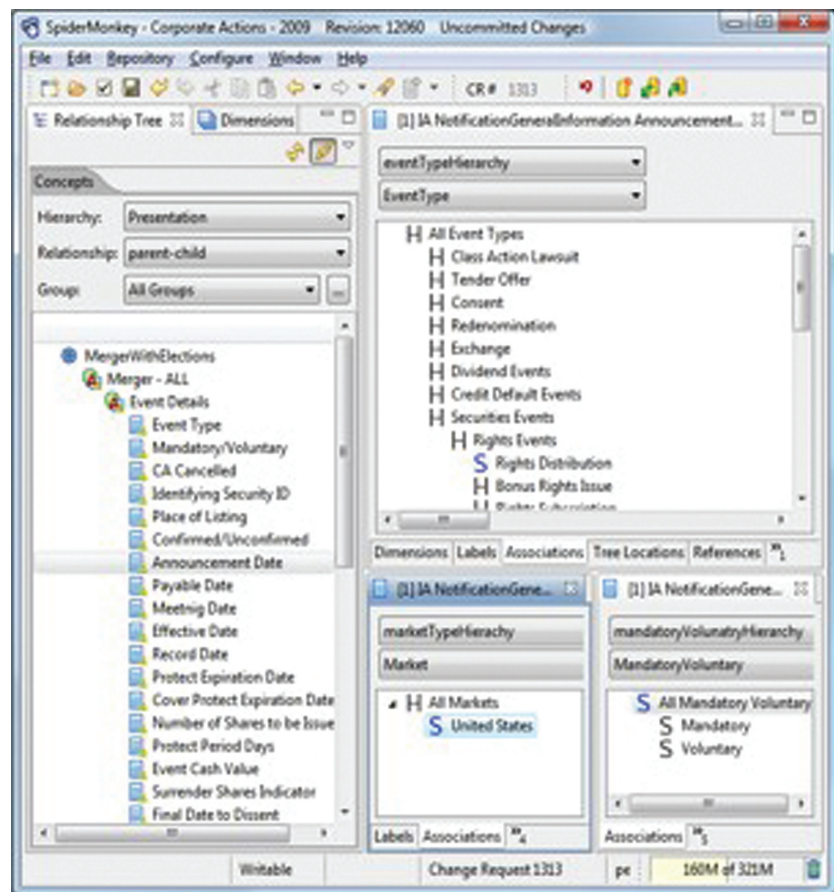 SpiderMonkey - Corporate Actions - 2009 Revision: 12060 Uncommitted Changes
File Edit Repository Configure Window Help
CR # 1313
Relationship Tree Dimensions
Concepts
Hierarchy: Presentation
Relationship: parent-child
Group: All Groups ...
MergerWithElections
Merger - ALL
Event Details
Event Type
Mandatory/Voluntary
CA Cancelled
Identifying Security ID
Place of Listing
Confirmed/Unconfirmed
Announcement Date
Payable Date
Meetnig Date
Effective Date
Record Date
Protect Expiration Date
Cover Protect Expiration Date
Number of Shares to be Issue
Protect Period Days
Event Cash Value
Surrender Shares Indicator
Final Date to Dissent
[1] IA NotificationGeneralInformation Announcement...
eventTypeHierarchy
EventType
H All Event Types
H Class Action Lawsuit
H Tender Offer
H Consent
H Redenomination
H Exchange
H Dividend Events
H Credit Default Events
H Securities Events
H Rights Events
S Rights Distribution
H Bonus Rights Issue
H Rights Subscription
Dimensions Labels Associations Tree Locations References »1
[1] IA NotificationGene...
marketTypeHierachy
Market
H All Markets
S United States
Labels Associations »4
[1] IA NotificationGene...
mandatoryVolunatryHierarchy
MandatoryVoluntary
S All Mandatory Voluntary
S Mandatory
S Voluntary
Associations »5
Writable Change Request 1313 pe 160M of 321M